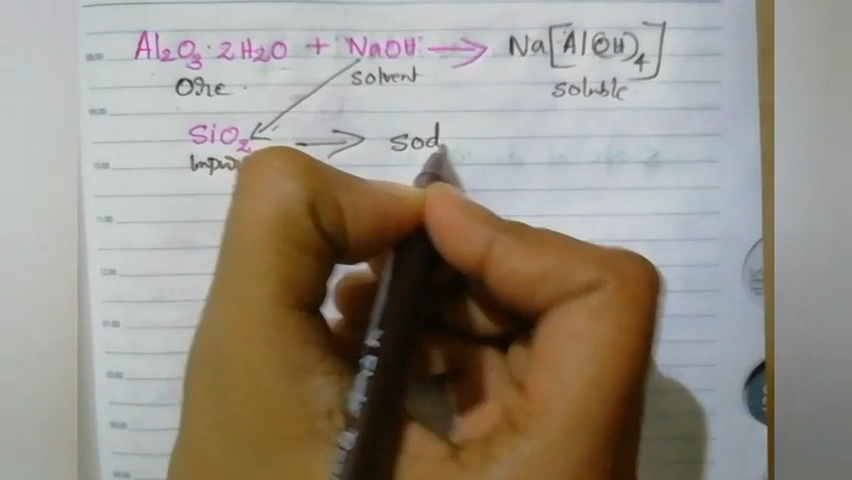 Al2O3·2H2O + NaOH → Na[Al(OH)4]
Ore solvent soluble
SiO2 → Sod